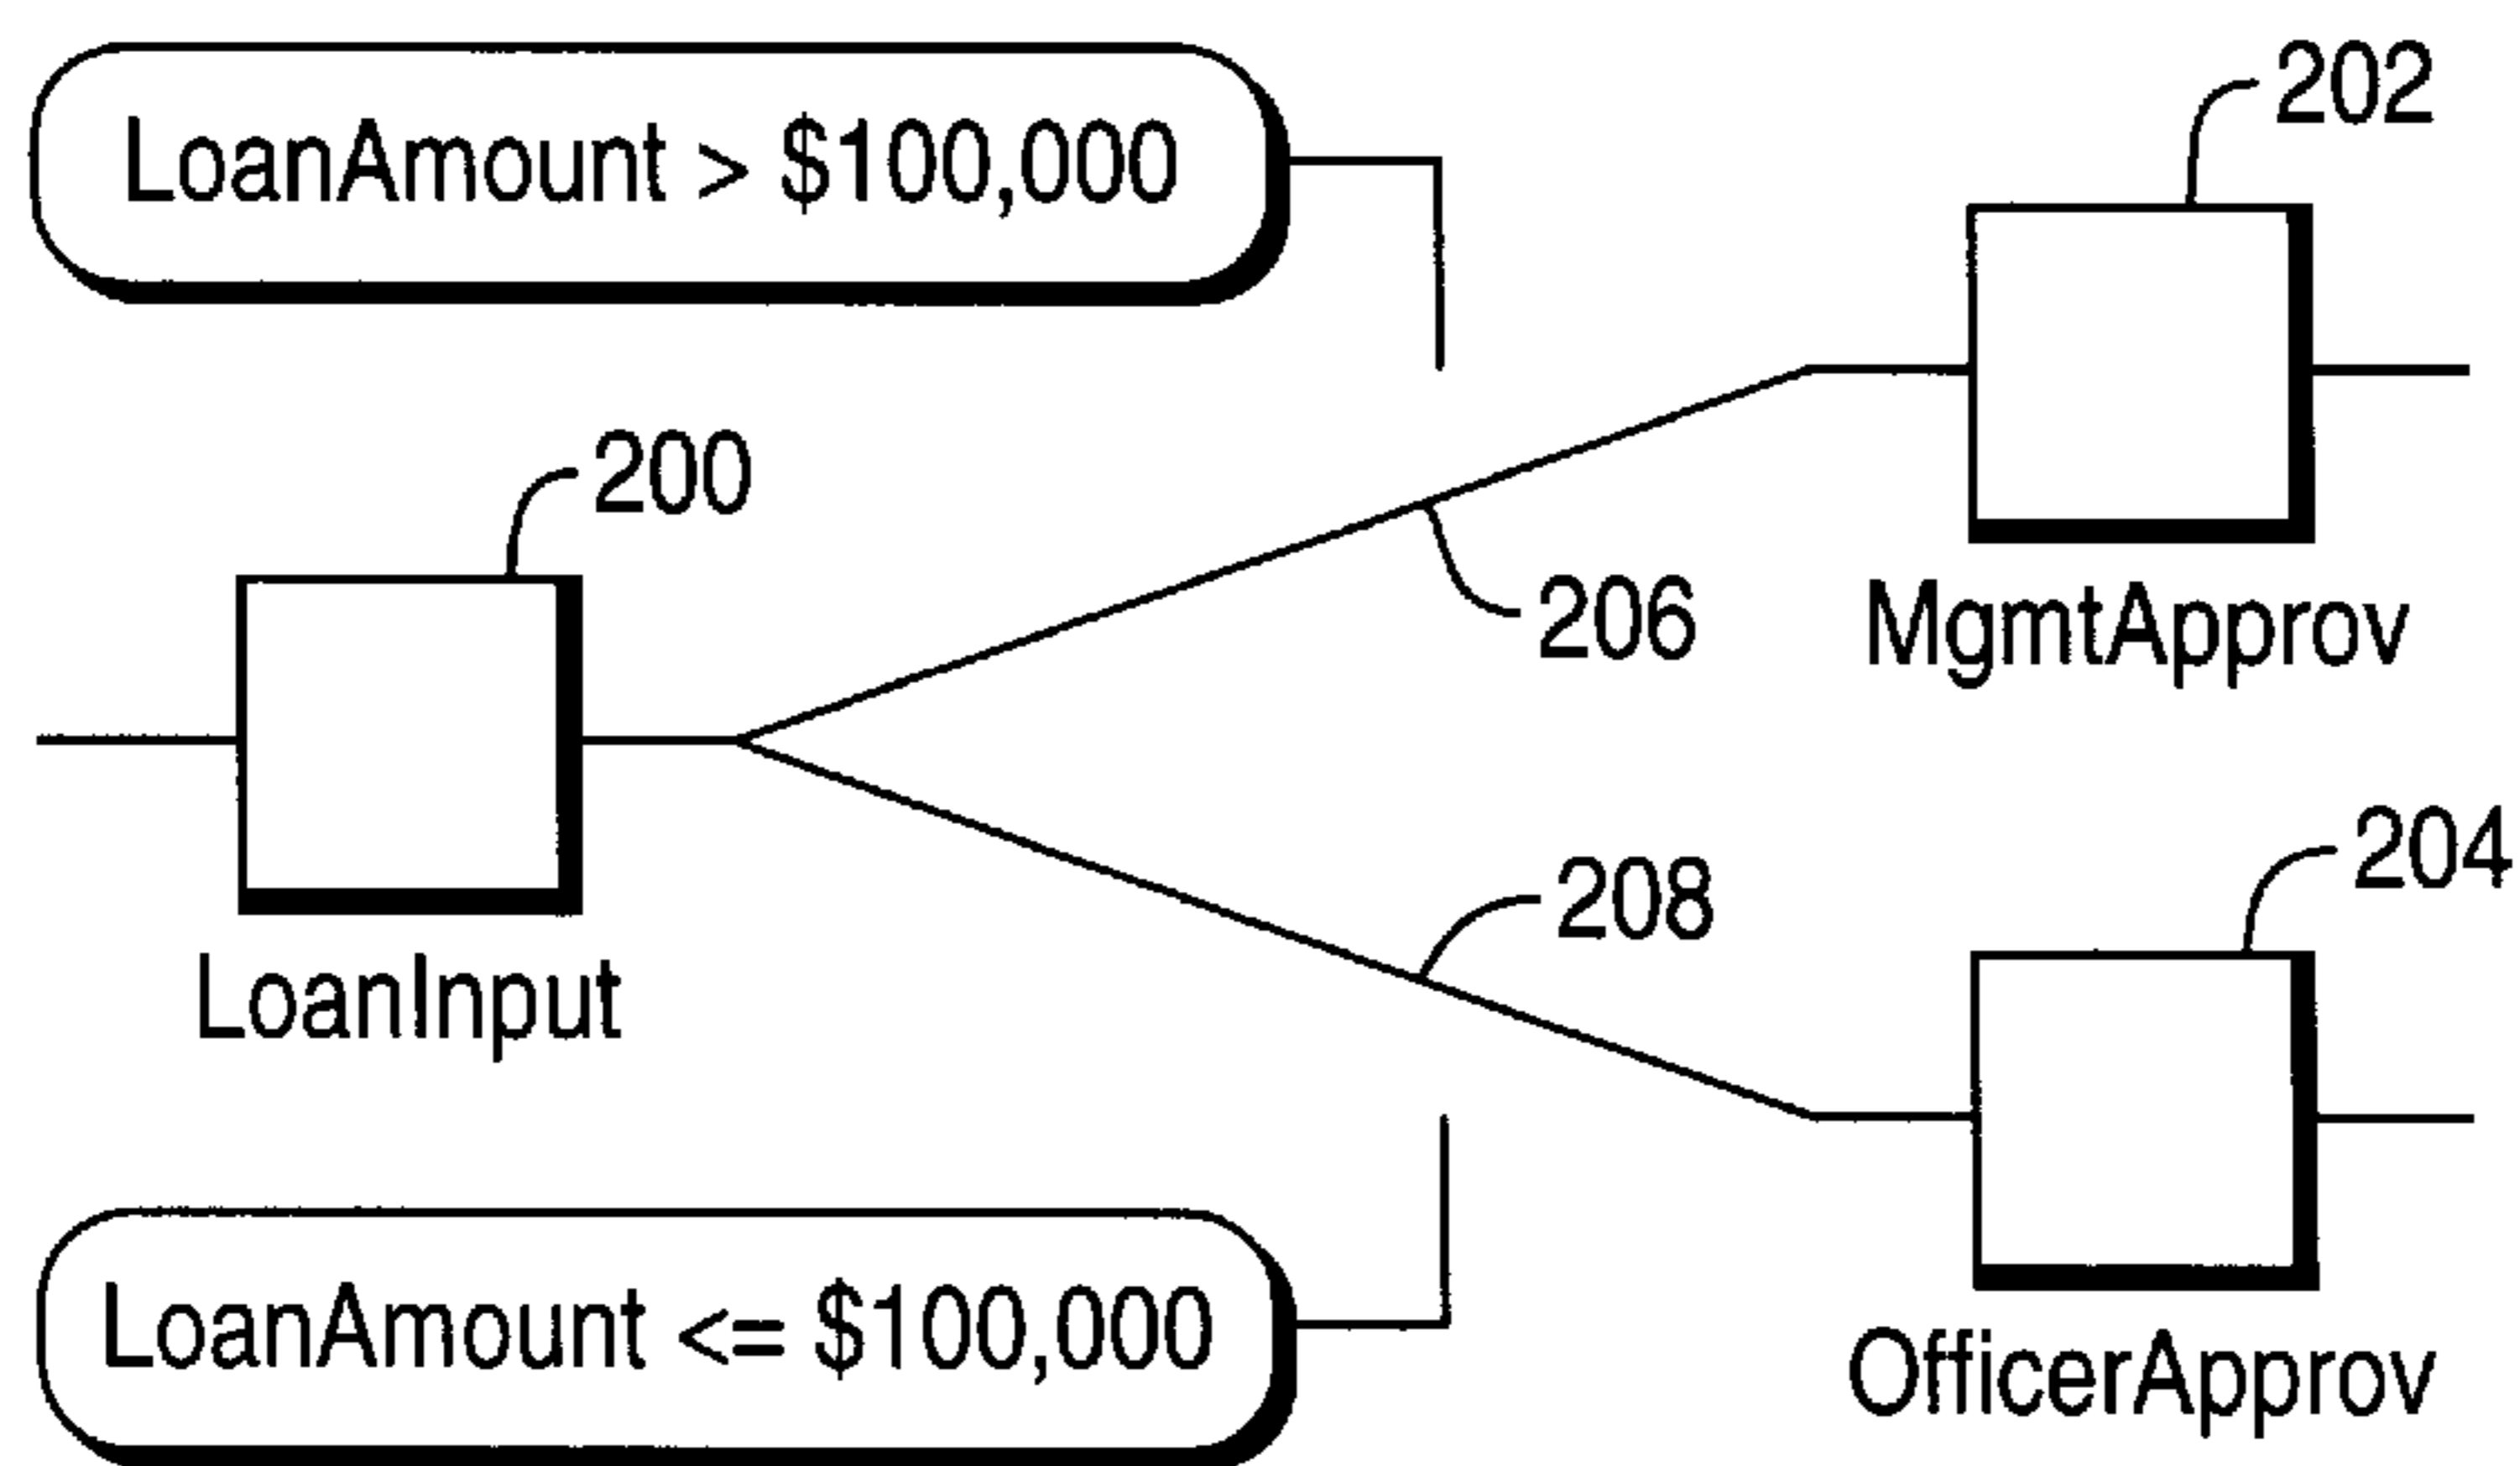 LoanAmount > $100,000
202
200
206
MgmtApprov
208
204
LoanInput
LoanAmount <= $100,000
OfficerApprov